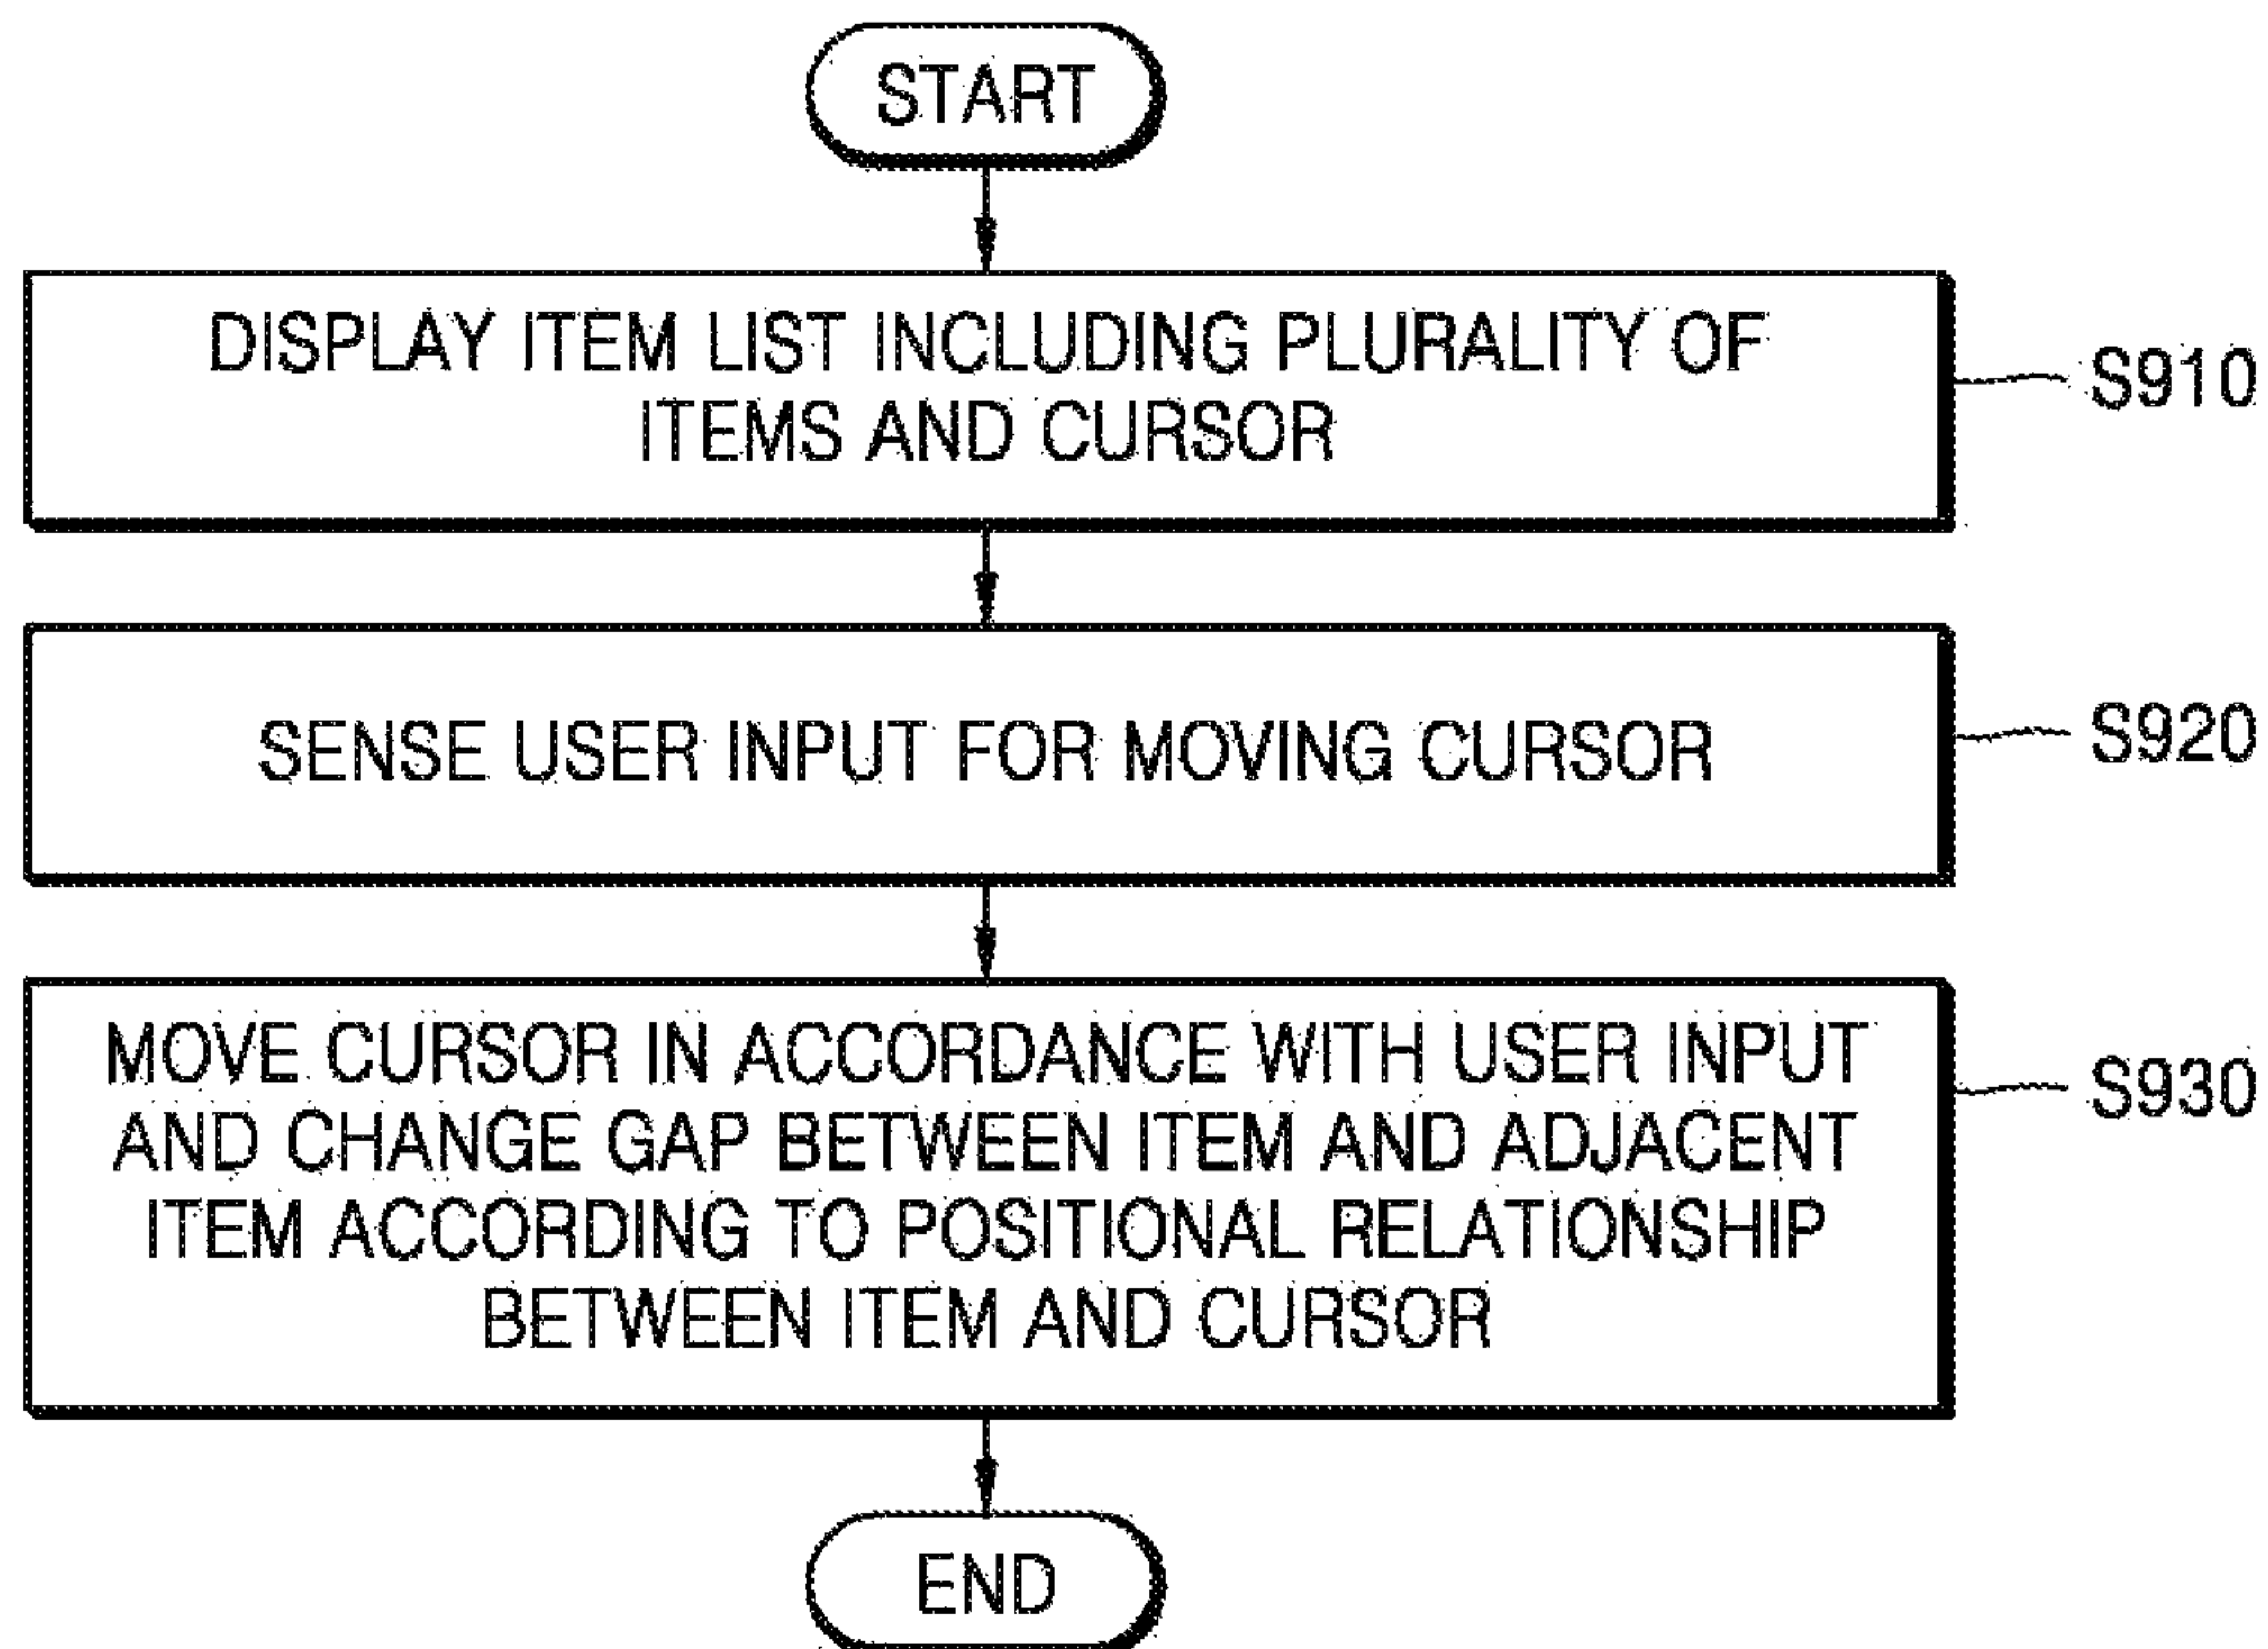 START
DISPLAY ITEM LIST INCLUDING PLURALITY OF
ITEMS AND CURSOR
S910
SENSE USER INPUT FOR MOVING CURSOR
S920
MOVE CURSOR IN ACCORDANCE WITH USER INPUT
AND CHANGE GAP BETWEEN ITEM AND ADJACENT
ITEM ACCORDING TO POSITIONAL RELATIONSHIP
BETWEEN ITEM AND CURSOR
S930
END